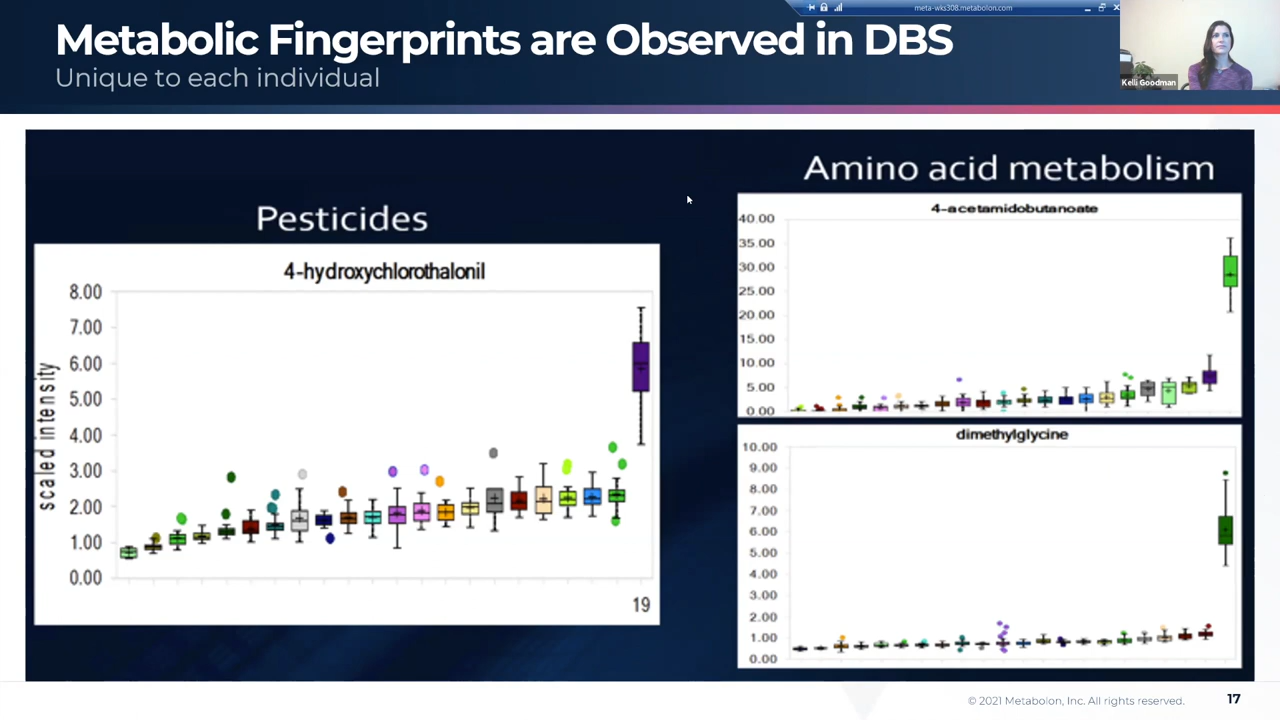 meta-wks308.metabolon.com
Metabolic Fingerprints are Observed in DBS
Unique to each individual
Kelli Goodman
Pesticides
4-hydroxychlorothalonil
scaled intensity
8.00
7.00
6.00
5.00
4.00
3.00
2.00
1.00
0.00
19
Amino acid metabolism
4-acetamidobutanoate
40.00
35.00
30.00
25.00
20.00
15.00
10.00
5.00
0.00
dimethylglycine
10.00
9.00
8.00
7.00
6.00
5.00
4.00
3.00
2.00
1.00
0.00
© 2021 Metabolon, Inc. All rights reserved.
17